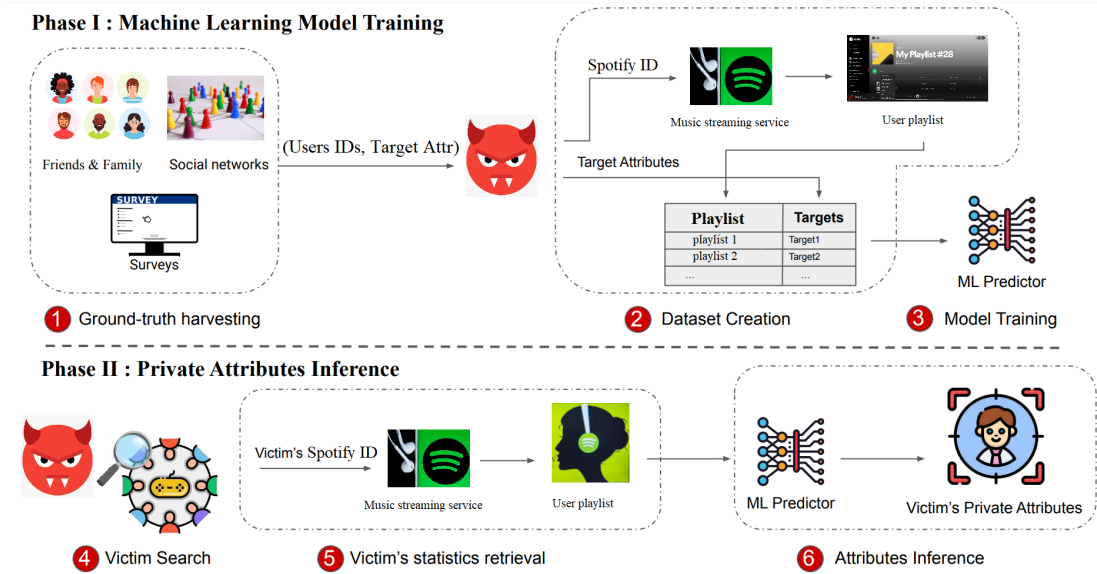 Phase I : Machine Learning Model Training
Friends & Family
Social networks
SURVEY
Surveys
(Users IDs, Target Attr)
Spotify ID
Music streaming service
My Playlist #28
User playlist
Target Attributes
Playlist Targets
playlist 1 Target1
playlist 2 Target2
... ...
ML Predictor
1 Ground-truth harvesting
2 Dataset Creation
3 Model Training
Phase II : Private Attributes Inference
Victim's Spotify ID
Music streaming service
User playlist
ML Predictor
Victim's Private Attributes
4 Victim Search
5 Victim's statistics retrieval
6 Attributes Inference